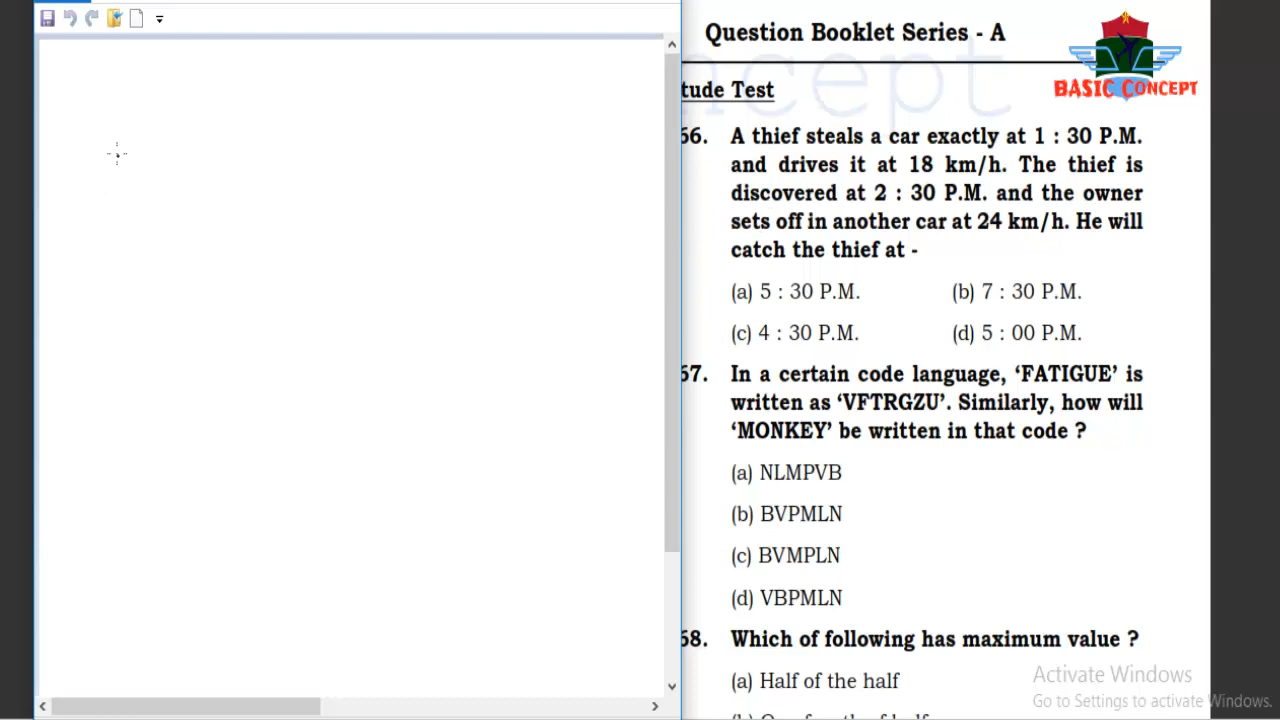 Question Booklet Series - A
BASIC CONCEPT
ncept
tude Test
66. A thief steals a car exactly at 1 : 30 P.M.
and drives it at 18 km/h. The thief is
discovered at 2 : 30 P.M. and the owner
sets off in another car at 24 km/h. He will
catch the thief at -
(a) 5 : 30 P.M. (b) 7 : 30 P.M.
(c) 4 : 30 P.M. (d) 5 : 00 P.M.
67. In a certain code language, ‘FATIGUE’ is
written as ‘VFTRGZU’. Similarly, how will
‘MONKEY’ be written in that code ?
(a) NLMPVB
(b) BVPMLN
(c) BVMPLN
(d) VBPMLN
68. Which of following has maximum value ?
(a) Half of the half
Activate Windows
Go to Settings to activate Windows.